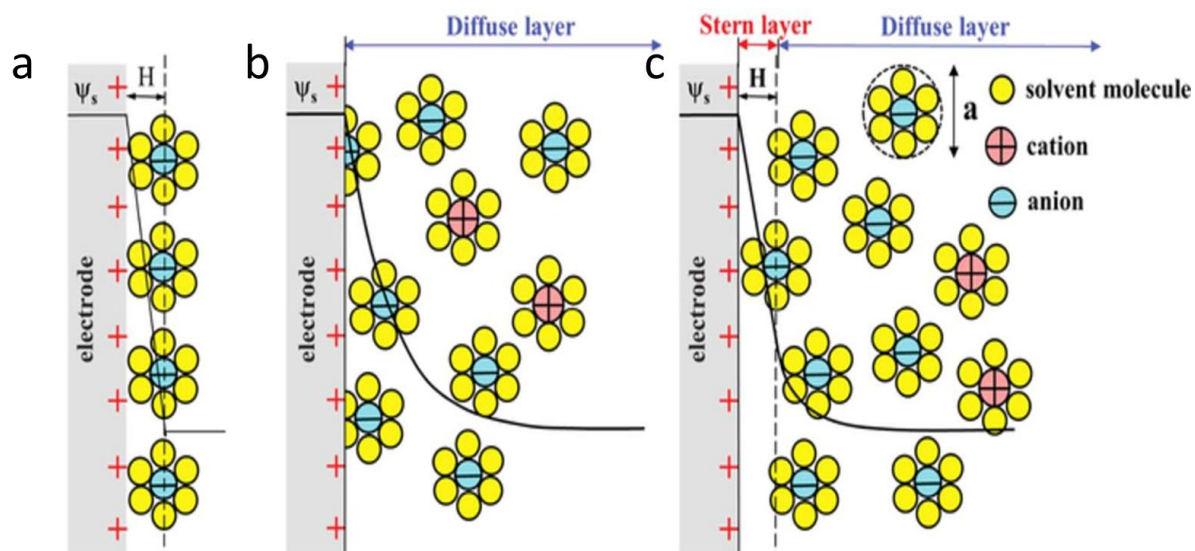 a
H
ψs
electrode
b
Diffuse layer
ψs
electrode
c
Stern layer
Diffuse layer
H
ψs
electrode
a
solvent molecule
cation
anion